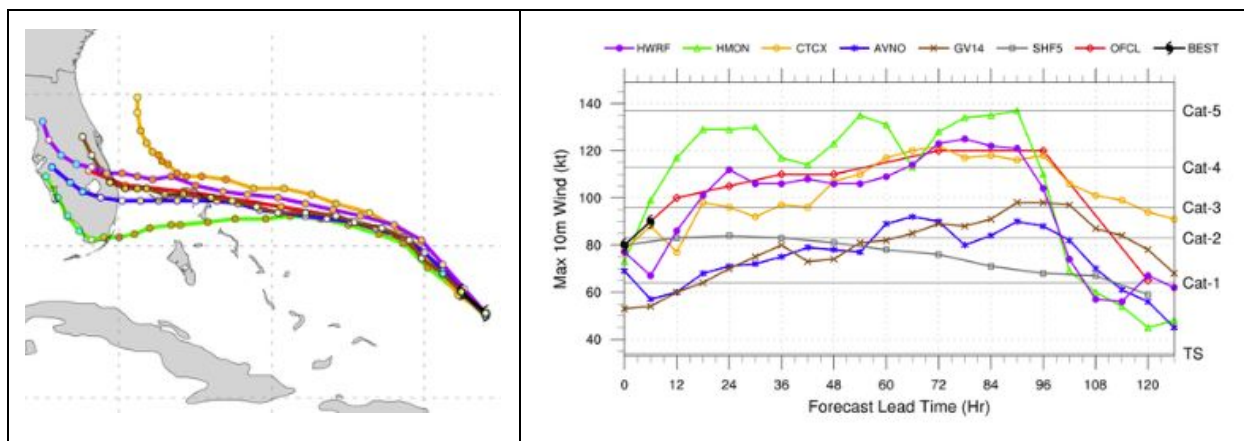 HWRF HMON CTCX AVNO GV14 SHF5 OFCL BEST
140
120
100
80
60
40
Max 10m Wind (kt)
Cat-5
Cat-4
Cat-3
Cat-2
Cat-1
TS
0 12 24 36 48 60 72 84 96 108 120
Forecast Lead Time (Hr)